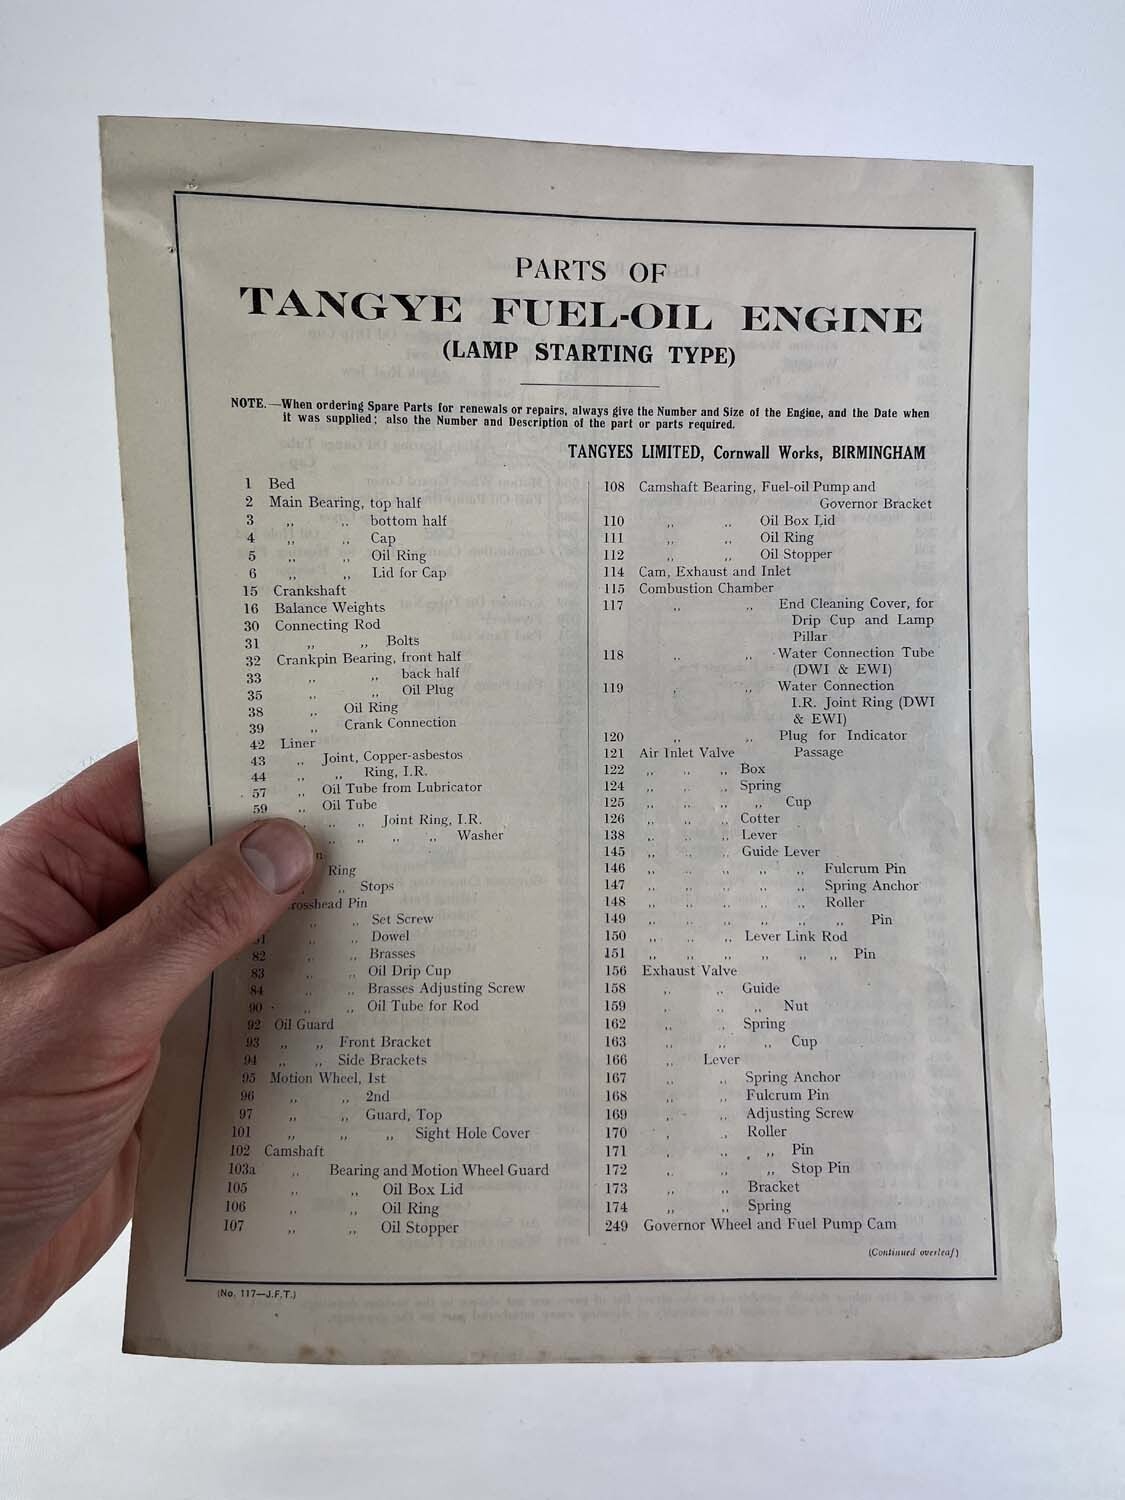 PARTS OF
TANGYE FUEL-OIL ENGINE
(LAMP STARTING TYPE)
NOTE.—When ordering Spare Parts for renewals or repairs, always give the Number and Size of the Engine, and the Date when
it was supplied; also the Number and Description of the part or parts required.
TANGYES LIMITED, Cornwall Works, BIRMINGHAM
1 Bed
2 Main Bearing, top half
3 ,, ,, bottom half
4 ,, ,, Cap
5 ,, ,, Oil Ring
6 ,, ,, Lid for Cap
15 Crankshaft
16 Balance Weights
30 Connecting Rod
31 ,, ,, Bolts
32 Crankpin Bearing, front half
33 ,, ,, back half
35 ,, ,, Oil Plug
38 ,, Oil Ring
39 ,, Crank Connection
42 Liner
43 ,, Joint, Copper-asbestos
44 ,, ,, Ring, I.R.
57 ,, Oil Tube from Lubricator
59 ,, Oil Tube
,, ,, ,, Joint Ring, I.R.
,, ,, ,, ,, Washer
Ring
,, ,, Stops
Crosshead Pin
,, ,, Set Screw
,, ,, Dowel
82 ,, ,, Brasses
83 ,, ,, Oil Drip Cup
84 ,, ,, Brasses Adjusting Screw
90 ,, ,, Oil Tube for Rod
92 Oil Guard
93 ,, ,, Front Bracket
94 ,, ,, Side Brackets
95 Motion Wheel, 1st
96 ,, ,, 2nd
97 ,, ,, Guard, Top
101 ,, ,, ,, Sight Hole Cover
102 Camshaft
103a ,, Bearing and Motion Wheel Guard
105 ,, ,, Oil Box Lid
106 ,, ,, Oil Ring
107 ,, ,, Oil Stopper
108 Camshaft Bearing, Fuel-oil Pump and
Governor Bracket
110 ,, ,, Oil Box Lid
111 ,, ,, Oil Ring
112 ,, ,, Oil Stopper
114 Cam, Exhaust and Inlet
115 Combustion Chamber
117 ,, ,, End Cleaning Cover, for
Drip Cup and Lamp
Pillar
118 ,, ,, Water Connection Tube
(DWI & EWI)
119 ,, ,, Water Connection
I.R. Joint Ring (DWI
& EWI)
120 ,, ,, Plug for Indicator
Passage
121 Air Inlet Valve
122 ,, ,, ,, Box
124 ,, ,, ,, Spring
125 ,, ,, ,, ,, Cup
126 ,, ,, ,, Cotter
138 ,, ,, ,, Lever
145 ,, ,, ,, Guide Lever
146 ,, ,, ,, ,, ,, Fulcrum Pin
147 ,, ,, ,, ,, ,, Spring Anchor
148 ,, ,, ,, ,, ,, Roller
149 ,, ,, ,, ,, ,, ,, Pin
150 ,, ,, ,, Lever Link Rod
151 ,, ,, ,, ,, ,, ,, Pin
156 Exhaust Valve
158 ,, ,, Guide
159 ,, ,, ,, Nut
162 ,, ,, Spring
163 ,, ,, ,, Cup
166 ,, Lever
167 ,, ,, Spring Anchor
168 ,, ,, Fulcrum Pin
169 ,, ,, Adjusting Screw
170 ,, ,, Roller
171 ,, ,, ,, ,, Pin
172 ,, ,, ,, Stop Pin
173 ,, ,, Bracket
174 ,, ,, Spring
249 Governor Wheel and Fuel Pump Cam
(Continued overleaf)
(No. 117—J.F.T.)